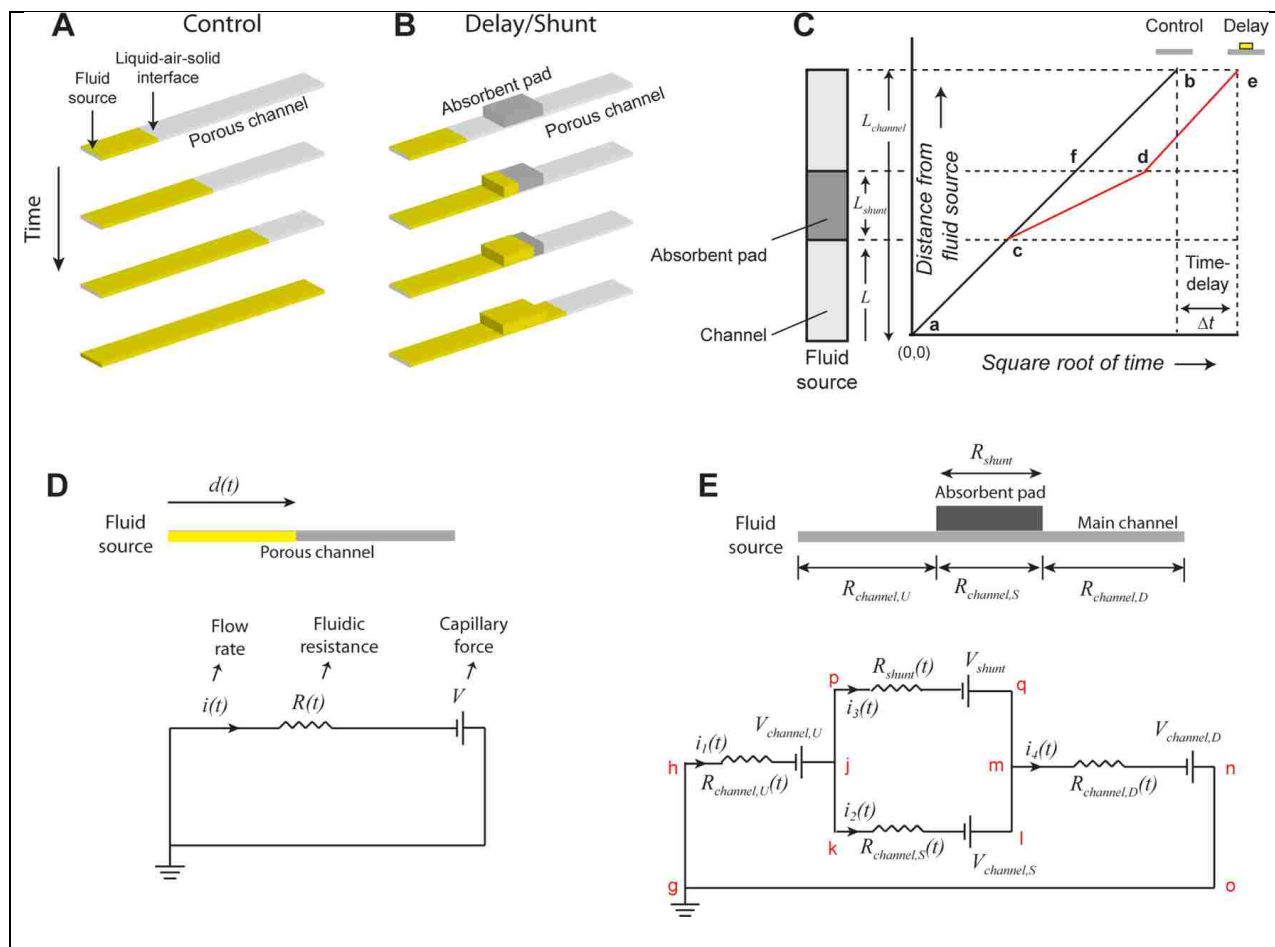 A
Control
Liquid-air-solid
interface
Fluid
source
Porous channel
Time
B
Delay/Shunt
Absorbent pad
Porous channel
C
Control
Delay
b
e
f
d
c
a
L_channel
L_shunt
L
Absorbent pad
Channel
Fluid
source
Distance from
fluid source
Time-
delay
Δt
(0,0)
Square root of time
D
d(t)
Fluid
source
Porous channel
Flow
rate
Fluidic
resistance
Capillary
force
i(t)
R(t)
V
E
R_shunt
Absorbent pad
Fluid
source
Main channel
R_channel,U
R_channel,S
R_channel,D
p
R_shunt(t)
V_shunt
q
i_3(t)
V_channel,U
V_channel,D
h
i_1(t)
j
m
i_4(t)
n
R_channel,U(t)
R_channel,D(t)
i_2(t)
k
R_channel,S(t)
l
V_channel,S
g
o